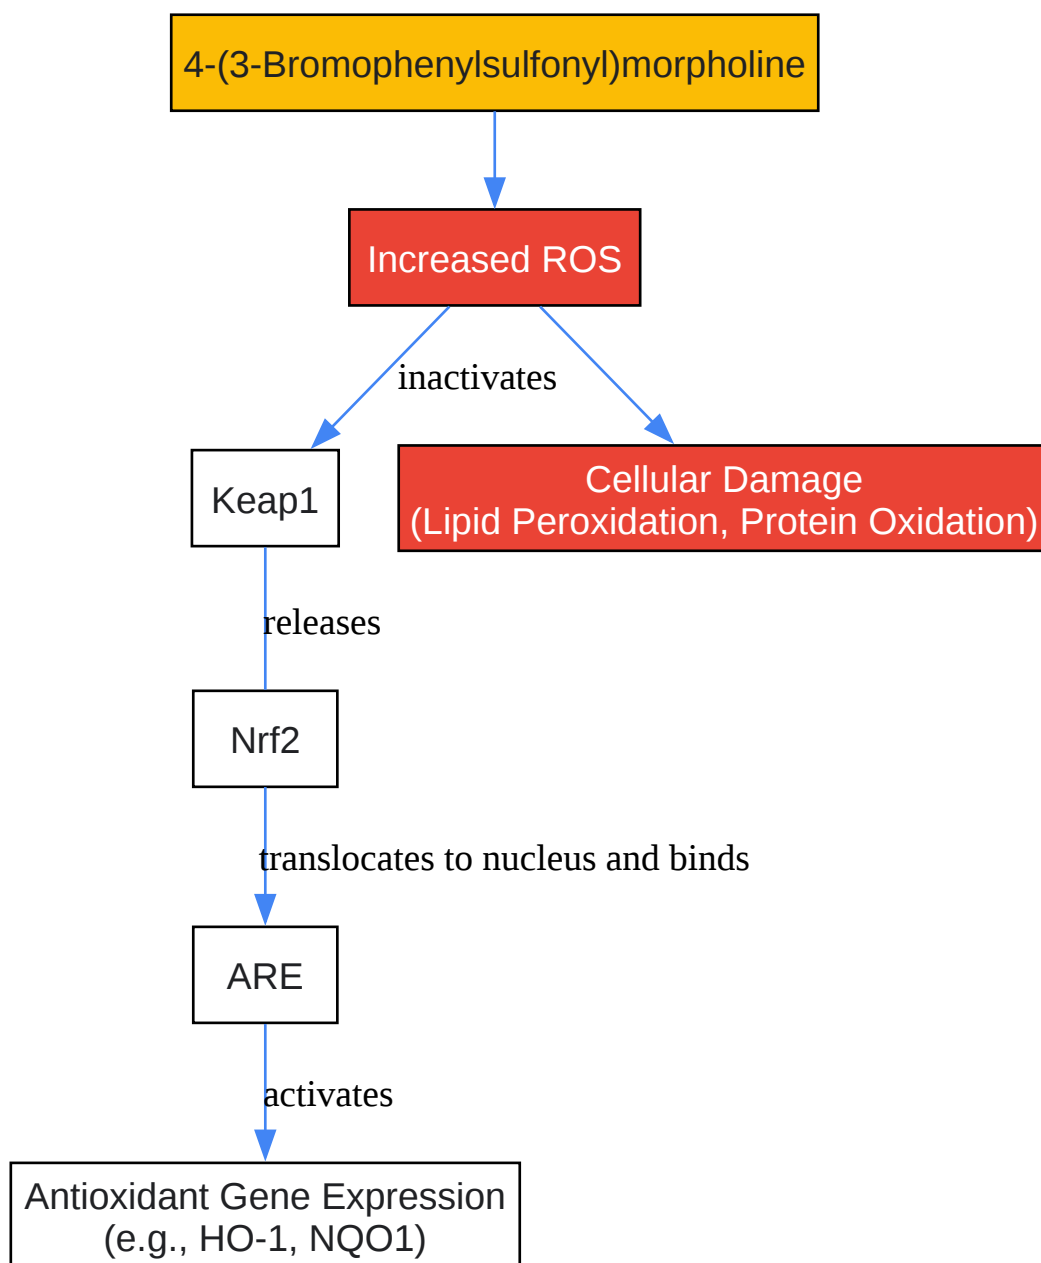 4-(3-Bromophenylsulfonyl)morpholine
Increased ROS
inactivates
Keap1
Cellular Damage
(Lipid Peroxidation, Protein Oxidation)
releases
Nrf2
translocates to nucleus and binds
ARE
activates
Antioxidant Gene Expression
(e.g., HO-1, NQO1)